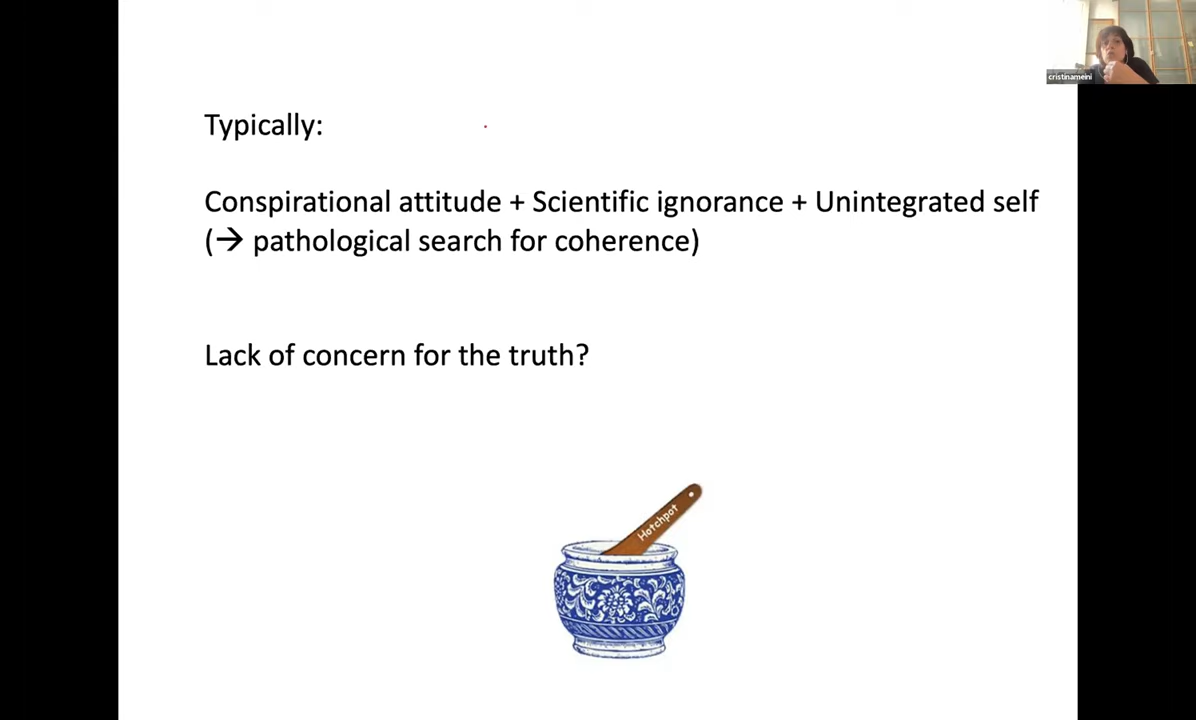 cristinameini
Typically:
Conspirational attitude + Scientific ignorance + Unintegrated self
(→ pathological search for coherence)
Lack of concern for the truth?
Hotchpot